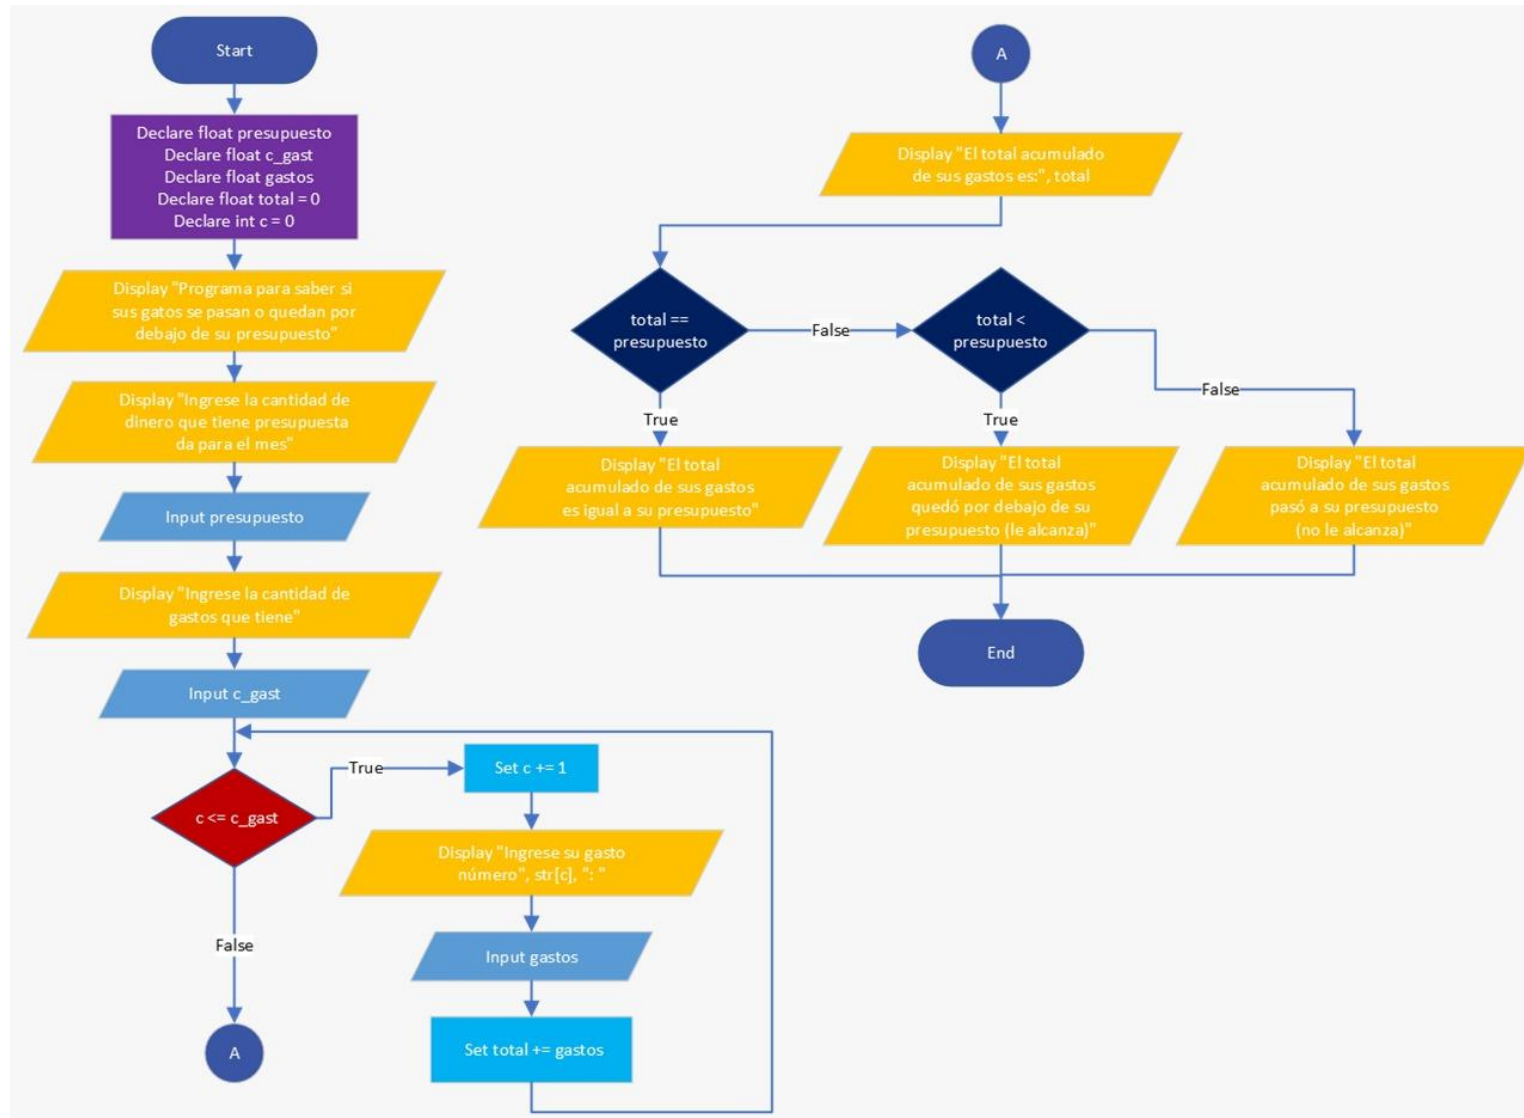 Start
Declare float presupuesto
Declare float c_gast
Declare float gastos
Declare float total = 0
Declare int c = 0
Display "Programa para saber si
sus gatos se pasan o quedan por
debajo de su presupuesto"
Display "Ingrese la cantidad de
dinero que tiene presupuesta
da para el mes"
Input presupuesto
Display "Ingrese la cantidad de
gastos que tiene"
Input c_gast
c <= c_gast
True
Set c += 1
Display "Ingrese su gasto
número", str[c], ": "
Input gastos
Set total += gastos
False
A
A
Display "El total acumulado
de sus gastos es:", total
total ==
presupuesto
False
total <
presupuesto
False
True
True
Display "El total
acumulado de sus gastos
es igual a su presupuesto"
Display "El total
acumulado de sus gastos
quedó por debajo de su
presupuesto (le alcanza)"
Display "El total
acumulado de sus gastos
pasó a su presupuesto
(no le alcanza)"
End